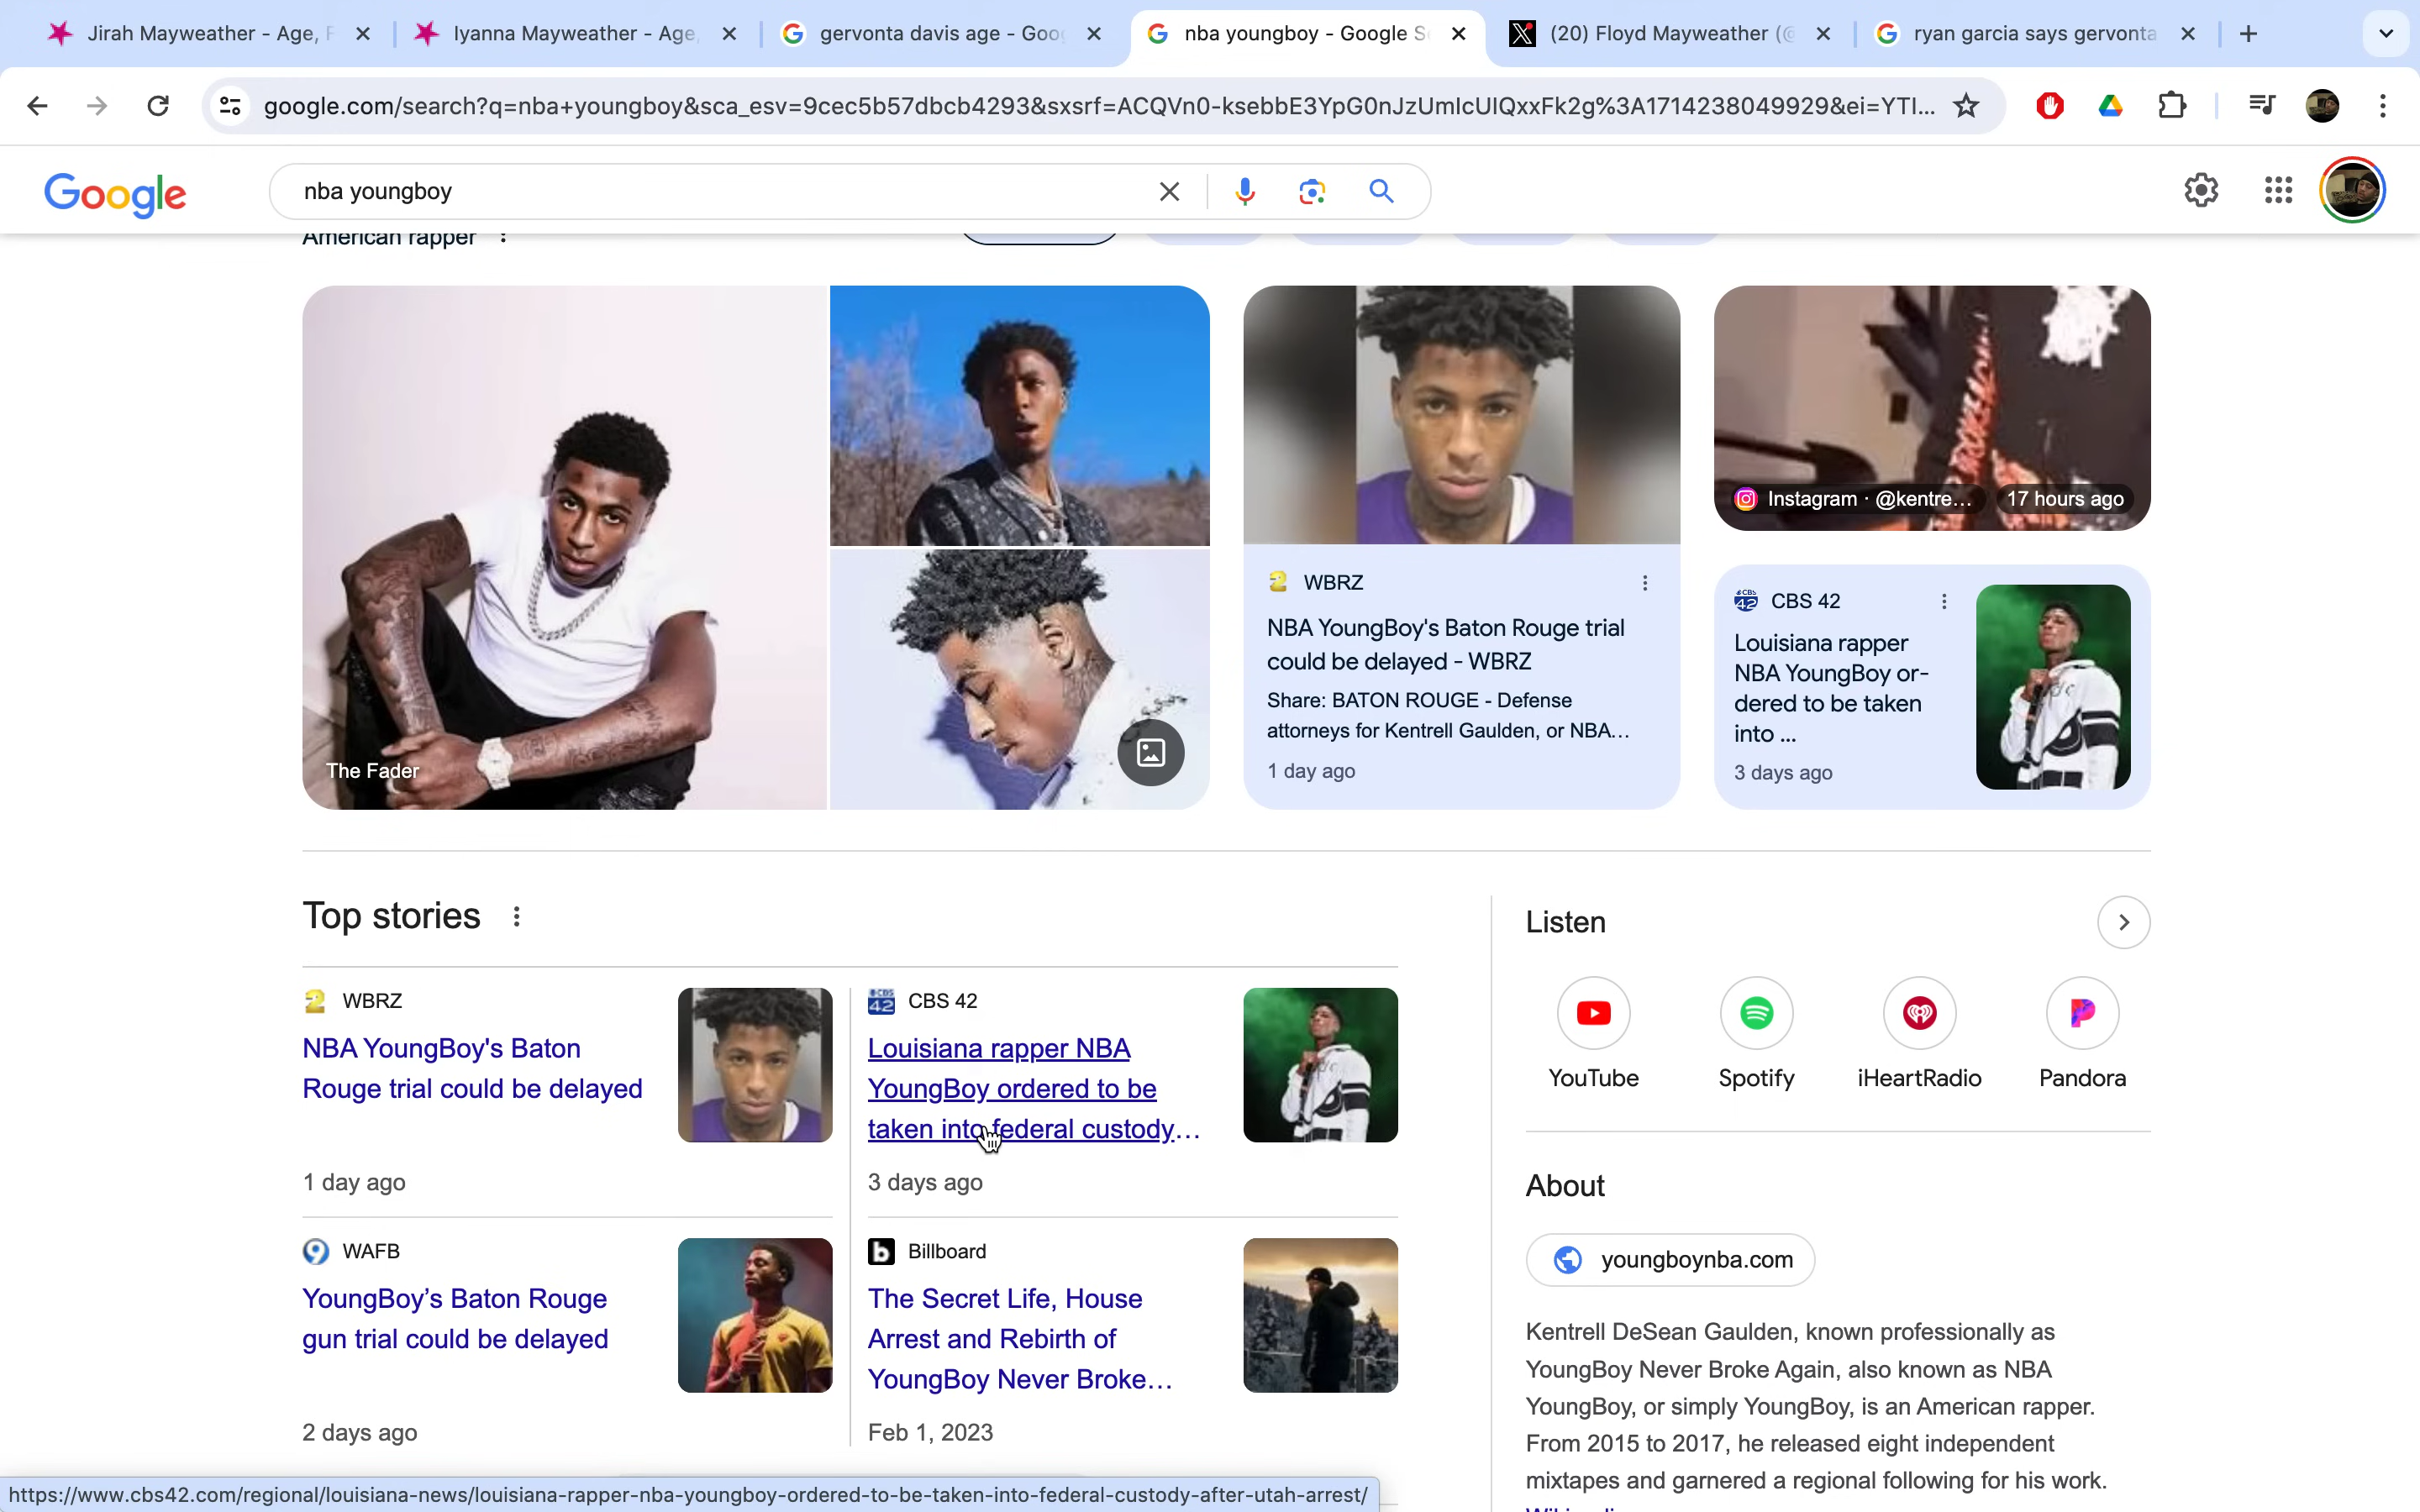 Jirah Mayweather - Age, F
Iyanna Mayweather - Age,
gervonta davis age - Goo
nba youngboy - Google S
(20) Floyd Mayweather (@
ryan garcia says gervonta
google.com/search?q=nba+youngboy&sca_esv=9cec5b57dbcb4293&sxsrf=ACQVn0-ksebbE3YpG0nJzUmIcUIQxxFk2g%3A1714238049929&ei=YTI...
Google
nba youngboy
American rapper
The Fader
WBRZ
NBA YoungBoy's Baton Rouge trial
could be delayed - WBRZ
Share: BATON ROUGE - Defense
attorneys for Kentrell Gaulden, or NBA...
1 day ago
Instagram · @kentre... 17 hours ago
CBS 42
Louisiana rapper
NBA YoungBoy or-
dered to be taken
into ...
3 days ago
Top stories
WBRZ
NBA YoungBoy's Baton
Rouge trial could be delayed
1 day ago
CBS 42
Louisiana rapper NBA
YoungBoy ordered to be
taken into federal custody...
3 days ago
WAFB
YoungBoy’s Baton Rouge
gun trial could be delayed
2 days ago
Billboard
The Secret Life, House
Arrest and Rebirth of
YoungBoy Never Broke...
Feb 1, 2023
Listen
YouTube
Spotify
iHeartRadio
Pandora
About
youngboynba.com
Kentrell DeSean Gaulden, known professionally as
YoungBoy Never Broke Again, also known as NBA
YoungBoy, or simply YoungBoy, is an American rapper.
From 2015 to 2017, he released eight independent
mixtapes and garnered a regional following for his work.
https://www.cbs42.com/regional/louisiana-news/louisiana-rapper-nba-youngboy-ordered-to-be-taken-into-federal-custody-after-utah-arrest/